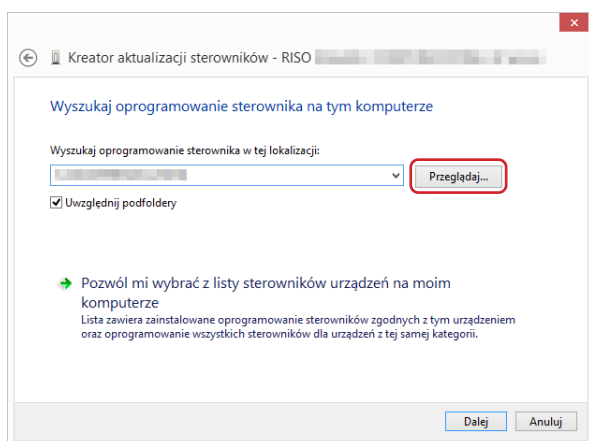 Kreator aktualizacji sterowników - RISO
Wyszukaj oprogramowanie sterownika na tym komputerze
Wyszukaj oprogramowanie sterownika w tej lokalizacji:
Przeglądaj...
Uwzględnij podfoldery
Pozwól mi wybrać z listy sterowników urządzeń na moim
komputerze
Lista zawiera zainstalowane oprogramowanie sterowników zgodnych z tym urządzeniem
oraz oprogramowanie wszystkich sterowników dla urządzeń z tej samej kategorii.
Dalej Anuluj